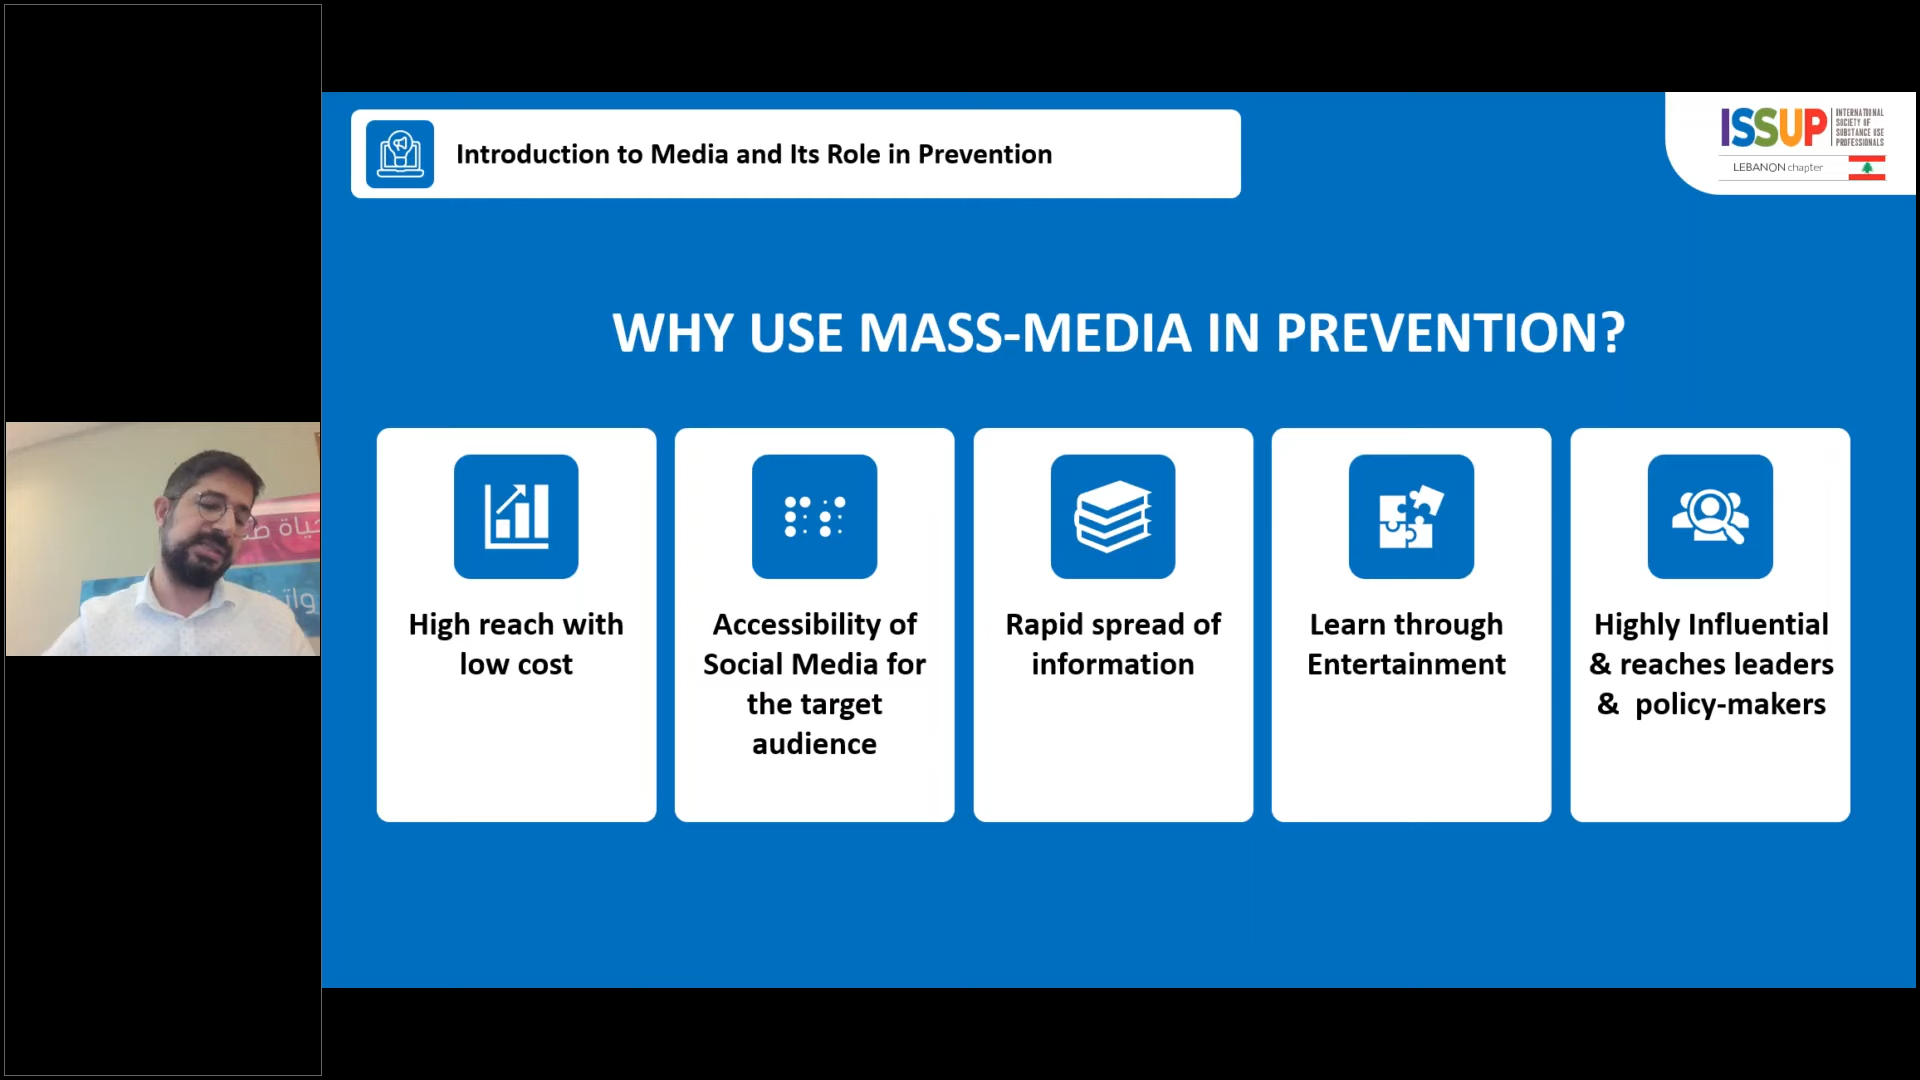 Introduction to Media and Its Role in Prevention
ISSUP
INTERNATIONAL
SOCIETY OF
SUBSTANCE USE
PROFESSIONALS
LEBANON chapter
WHY USE MASS-MEDIA IN PREVENTION?
High reach with
low cost
Accessibility of
Social Media for
the target
audience
Rapid spread of
information
Learn through
Entertainment
Highly Influential
& reaches leaders
& policy-makers